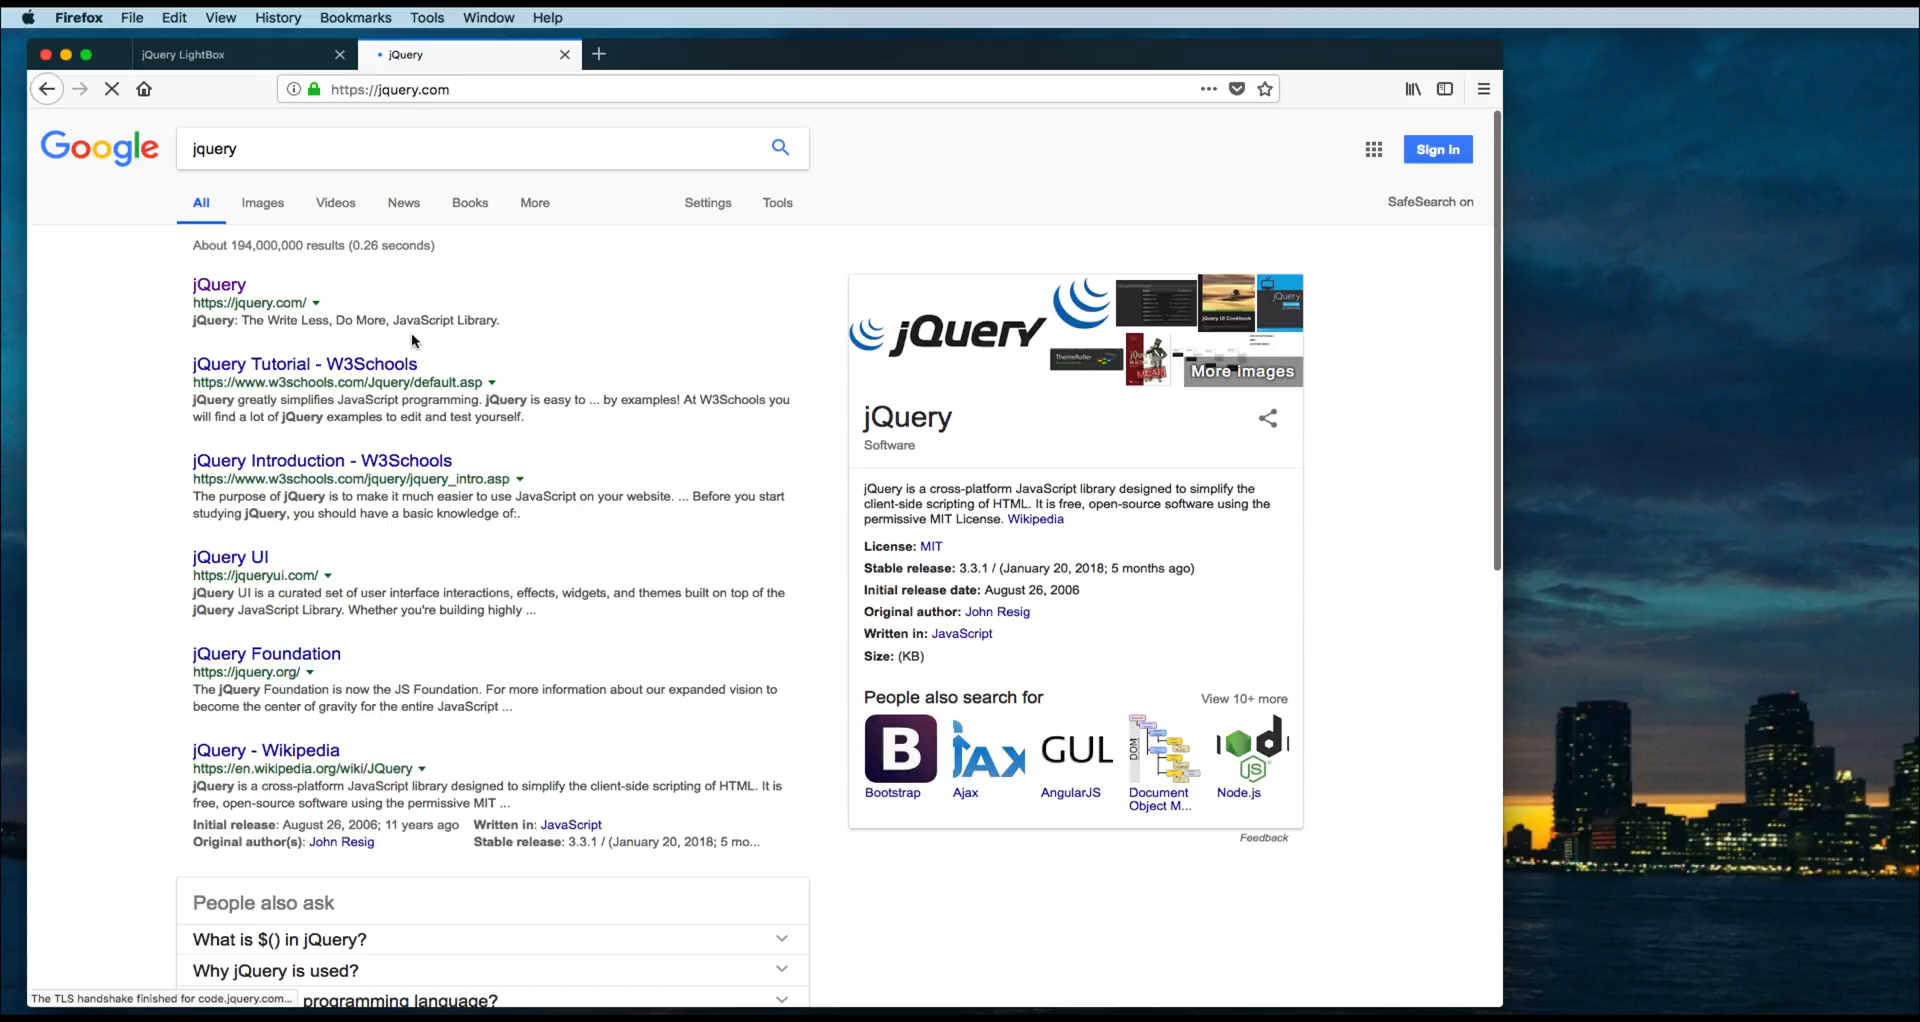 Firefox File Edit View History Bookmarks Tools Window Help
jQuery LightBox
jQuery
https://jquery.com
Google
jquery
Sign in
All Images Videos News Books More Settings Tools
SafeSearch on
About 194,000,000 results (0.26 seconds)
jQuery
https://jquery.com/
jQuery: The Write Less, Do More, JavaScript Library.
jQuery Tutorial - W3Schools
https://www.w3schools.com/Jquery/default.asp
jQuery greatly simplifies JavaScript programming. jQuery is easy to ... by examples! At W3Schools you
will find a lot of jQuery examples to edit and test yourself.
jQuery Introduction - W3Schools
https://www.w3schools.com/jquery/jquery_intro.asp
The purpose of jQuery is to make it much easier to use JavaScript on your website. ... Before you start
studying jQuery, you should have a basic knowledge of:.
jQuery UI
https://jqueryui.com/
jQuery UI is a curated set of user interface interactions, effects, widgets, and themes built on top of the
jQuery JavaScript Library. Whether you're building highly ...
jQuery Foundation
https://jquery.org/
The jQuery Foundation is now the JS Foundation. For more information about our expanded vision to
become the center of gravity for the entire JavaScript ...
jQuery - Wikipedia
https://en.wikipedia.org/wiki/JQuery
jQuery is a cross-platform JavaScript library designed to simplify the client-side scripting of HTML. It is
free, open-source software using the permissive MIT ...
Initial release: August 26, 2006; 11 years ago Written in: JavaScript
Original author(s): John Resig Stable release: 3.3.1 / (January 20, 2018; 5 mo...
People also ask
What is $() in jQuery?
Why jQuery is used?
programming language?
The TLS handshake finished for code.jquery.com...
jQuery
jQuery UI Cookbook
jQuery
ThemeRoller
More images
jQuery
Software
jQuery is a cross-platform JavaScript library designed to simplify the
client-side scripting of HTML. It is free, open-source software using the
permissive MIT License. Wikipedia
License: MIT
Stable release: 3.3.1 / (January 20, 2018; 5 months ago)
Initial release date: August 26, 2006
Original author: John Resig
Written in: JavaScript
Size: (KB)
People also search for
View 10+ more
B
JAX
GUL
DOM
JS
Bootstrap
Ajax
AngularJS
Document
Object M...
Node.js
Feedback